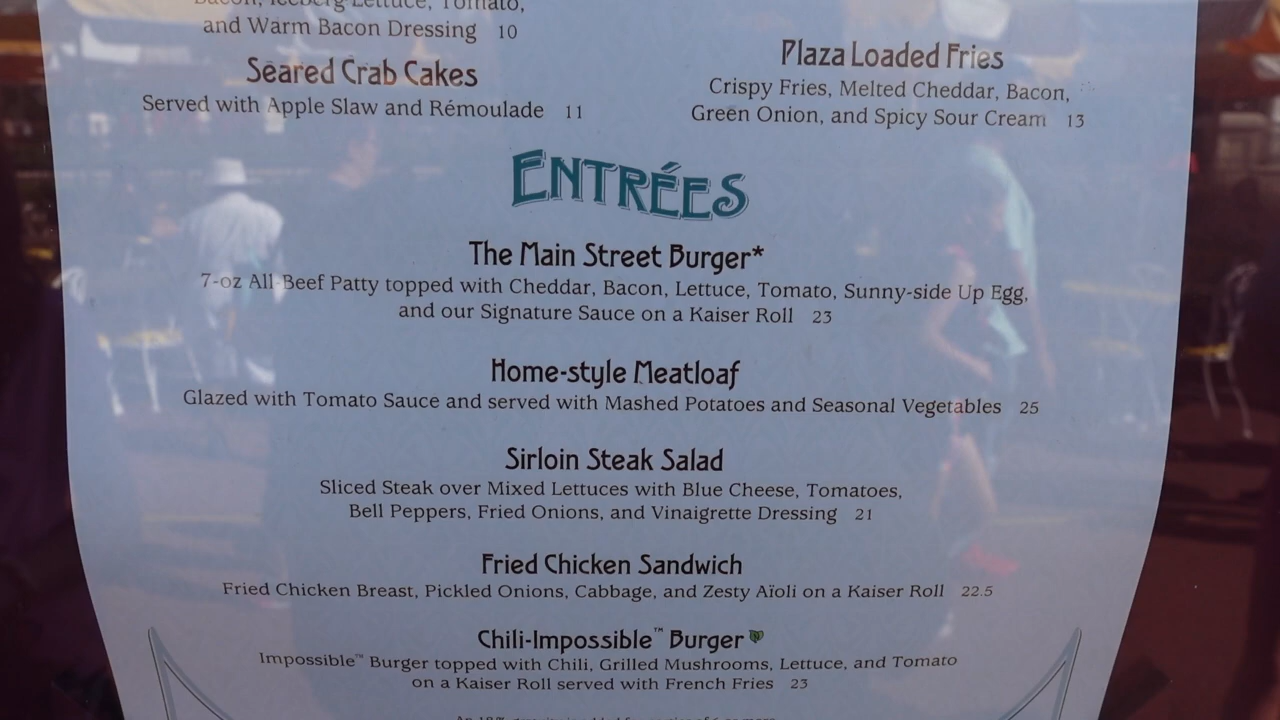 Bacon, Iceberg Lettuce, Tomato,
and Warm Bacon Dressing 10
Seared Crab Cakes
Served with Apple Slaw and Rémoulade 11
Plaza Loaded Fries
Crispy Fries, Melted Cheddar, Bacon,
Green Onion, and Spicy Sour Cream 13
ENTRÉES
The Main Street Burger*
7-oz All-Beef Patty topped with Cheddar, Bacon, Lettuce, Tomato, Sunny-side Up Egg,
and our Signature Sauce on a Kaiser Roll 23
Home-style Meatloaf
Glazed with Tomato Sauce and served with Mashed Potatoes and Seasonal Vegetables 25
Sirloin Steak Salad
Sliced Steak over Mixed Lettuces with Blue Cheese, Tomatoes,
Bell Peppers, Fried Onions, and Vinaigrette Dressing 21
Fried Chicken Sandwich
Fried Chicken Breast, Pickled Onions, Cabbage, and Zesty Aïoli on a Kaiser Roll 22.5
Chili-Impossible™ Burger
Impossible™ Burger topped with Chili, Grilled Mushrooms, Lettuce, and Tomato
on a Kaiser Roll served with French Fries 23